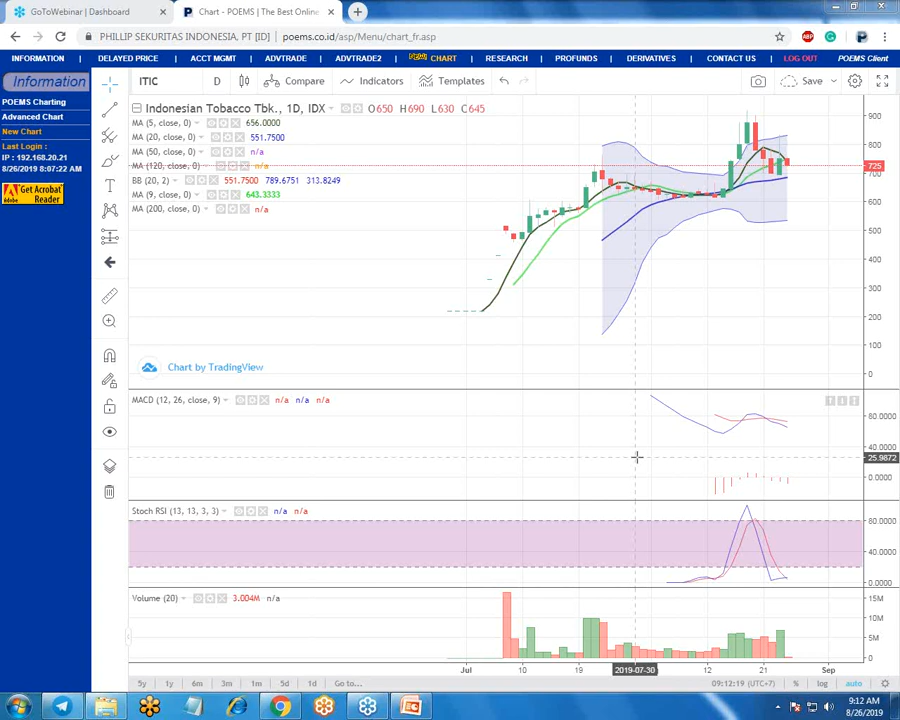 GoToWebinar | Dashboard
Chart - POEMS | The Best Online
PHILLIP SEKURITAS INDONESIA, PT [ID]
poems.co.id/asp/Menu/chart_fr.asp
INFORMATION DELAYED PRICE ACCT MGMT ADVTRADE ADVTRADE2 NEW CHART RESEARCH PROFUNDS DERIVATIVES CONTACT US LOG OUT POEMS Client
Information
POEMS Charting
Advanced Chart
New Chart
Last Login :
IP : 192.168.20.21
8/26/2019 07:08:22 AM
Get Acrobat Reader
Adobe
ITIC D Compare Indicators Templates Save
Indonesian Tobacco Tbk., 1D, IDX O650 H690 L630 C645
MA (5, close, 0) 656.0000
MA (20, close, 0) 551.7500
MA (50, close, 0) n/a
MA (120, close, 0) n/a
BB (20, 2) 551.7500 789.6751 313.8249
MA (9, close, 0) 643.3333
MA (200, close, 0) n/a
900
800
725
700
600
500
400
300
200
100
0
Chart by TradingView
MACD (12, 26, close, 9) n/a n/a n/a
80.0000
40.0000
25.9872
0.0000
Stoch RSI (13, 13, 3, 3) n/a n/a
80.0000
40.0000
0.0000
Volume (20) 3.004M n/a
15M
10M
5M
0
Jul 10 19 2019-07-30 12 21 Sep
5y 1y 6m 3m 1m 5d 1d Go to... 09:12:19 (UTC+7) % log auto
9:12 AM
8/26/2019